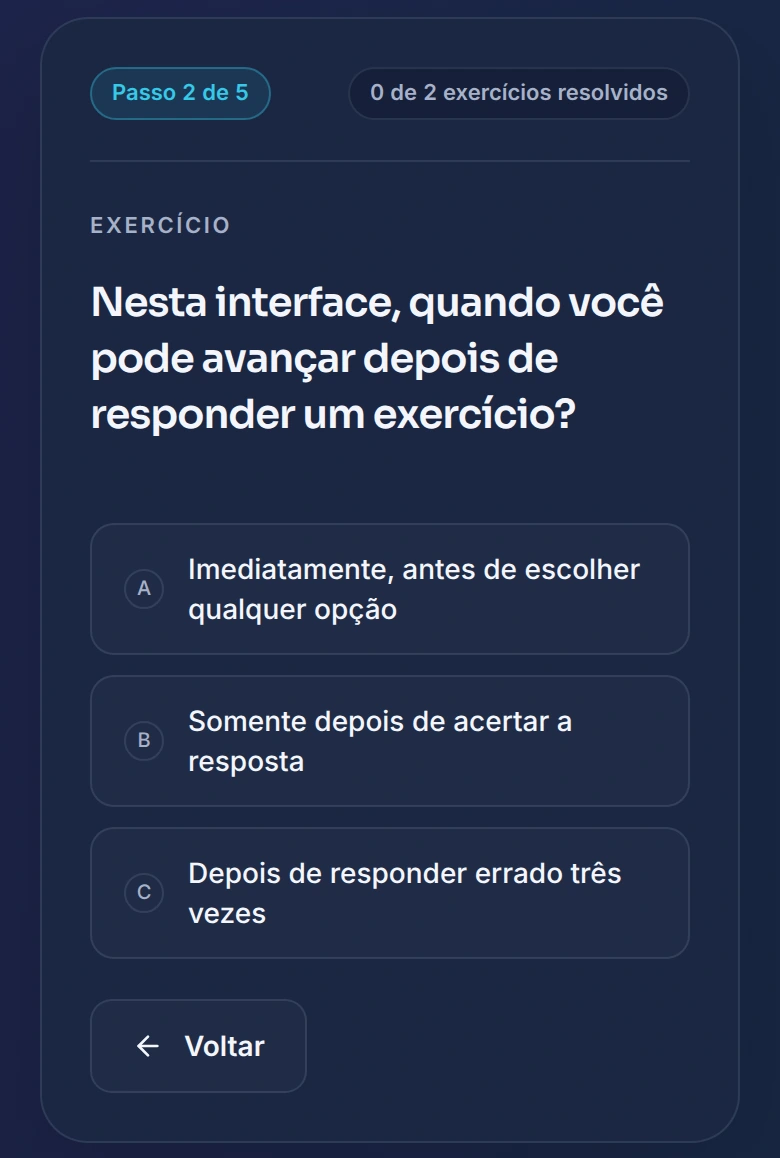 Passo 2 de 5
0 de 2 exercícios resolvidos
EXERCÍCIO
Nesta interface, quando você
pode avançar depois de
responder um exercício?
A
Imediatamente, antes de escolher
qualquer opção
B
Somente depois de acertar a
resposta
C
Depois de responder errado três
vezes
Voltar